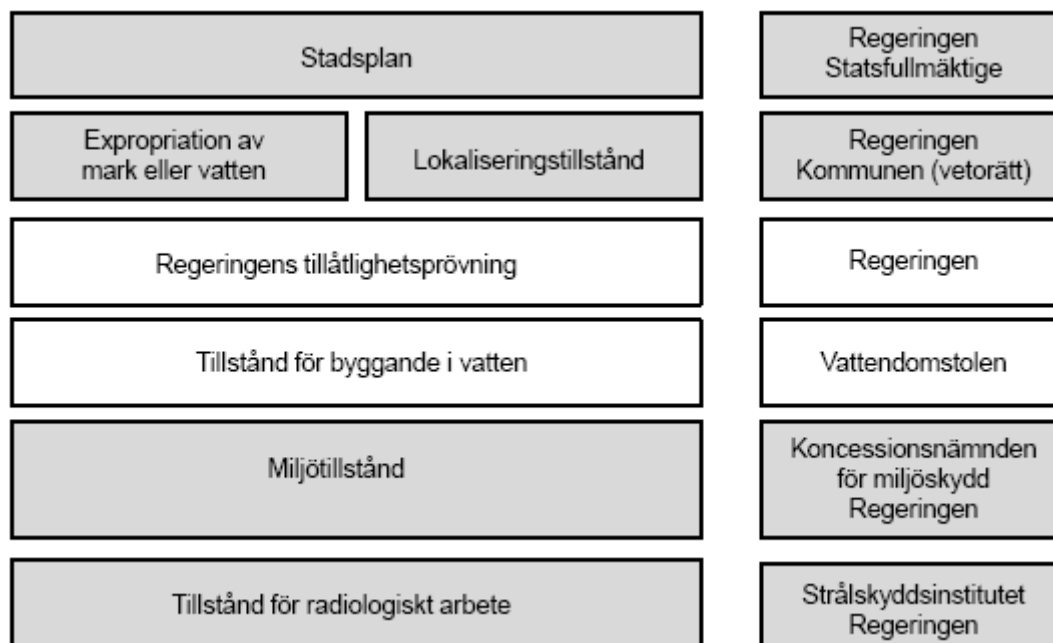 Stadsplan
Regeringen
Statsfullmäktige
Expropriation av
mark eller vatten
Lokaliseringstillstånd
Regeringen
Kommunen (vetorätt)
Regeringens tillåtlighetsprövning
Regeringen
Tillstånd för byggande i vatten
Vattendomstolen
Miljötillstånd
Koncessionsnämnden
för miljöskydd
Regeringen
Tillstånd för radiologiskt arbete
Strålskyddsinstitutet
Regeringen